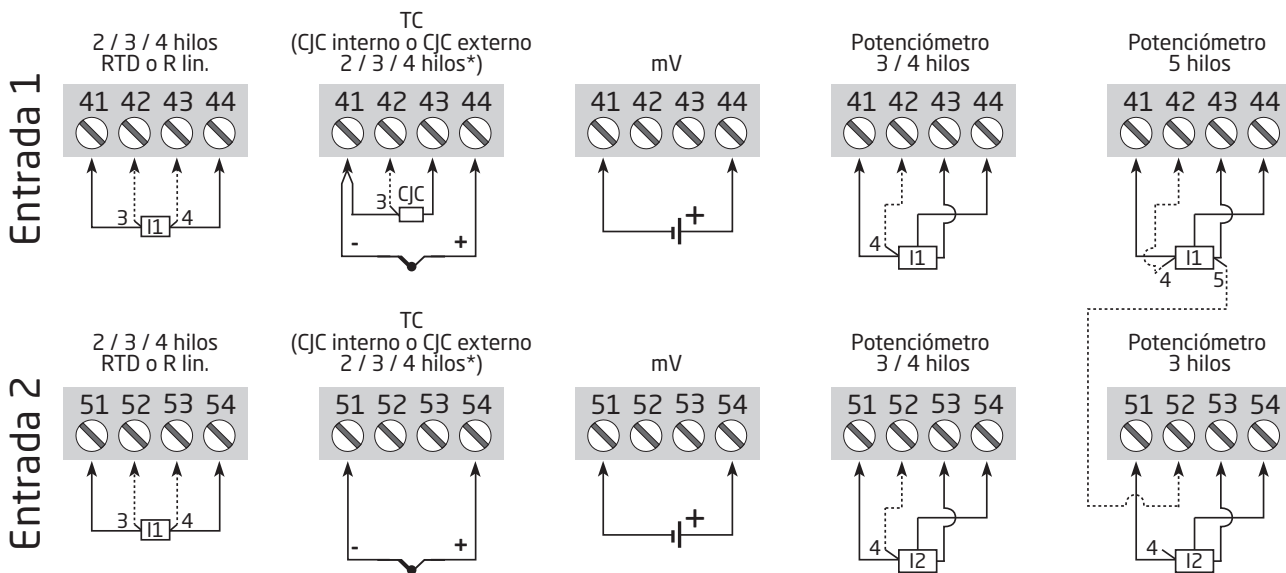 Entrada 1
2 / 3 / 4 hilos
RTD o R lin.
41 42 43 44
3 I1 4
TC
(CJC interno o CJC externo
2 / 3 / 4 hilos*)
41 42 43 44
3 CJC
- +
mV
41 42 43 44
+
Potenciómetro
3 / 4 hilos
41 42 43 44
4 I1
Potenciómetro
5 hilos
41 42 43 44
I1
4 5
Entrada 2
2 / 3 / 4 hilos
RTD o R lin.
51 52 53 54
3 I1 4
TC
(CJC interno o CJC externo
2 / 3 / 4 hilos*)
51 52 53 54
- +
mV
51 52 53 54
+
Potenciómetro
3 / 4 hilos
51 52 53 54
4 I2
Potenciómetro
3 hilos
51 52 53 54
4 I2